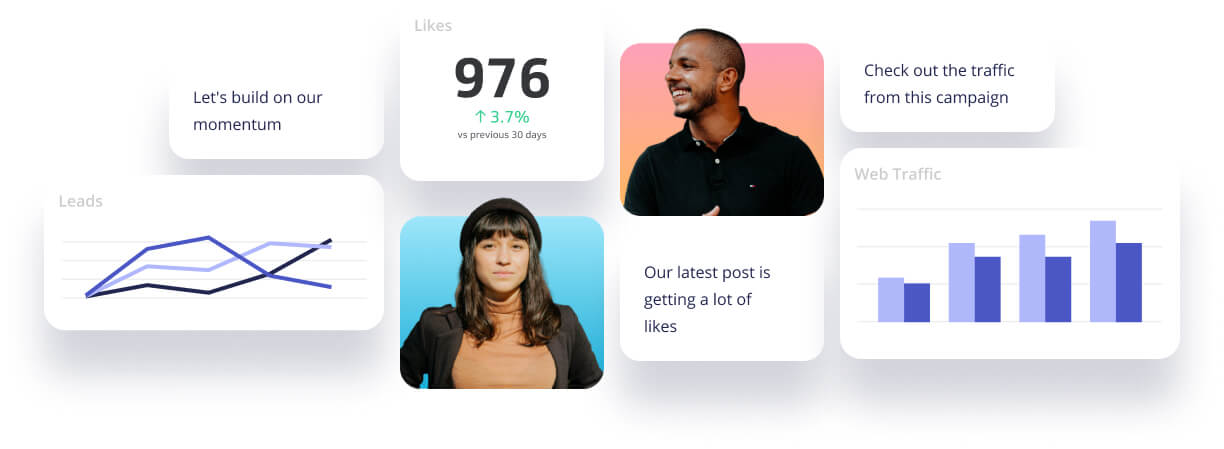 Likes
976
↑ 3.7%
vs previous 30 days
Let's build on our
momentum
Check out the traffic
from this campaign
Leads
Web Traffic
Our latest post is
getting a lot of
likes